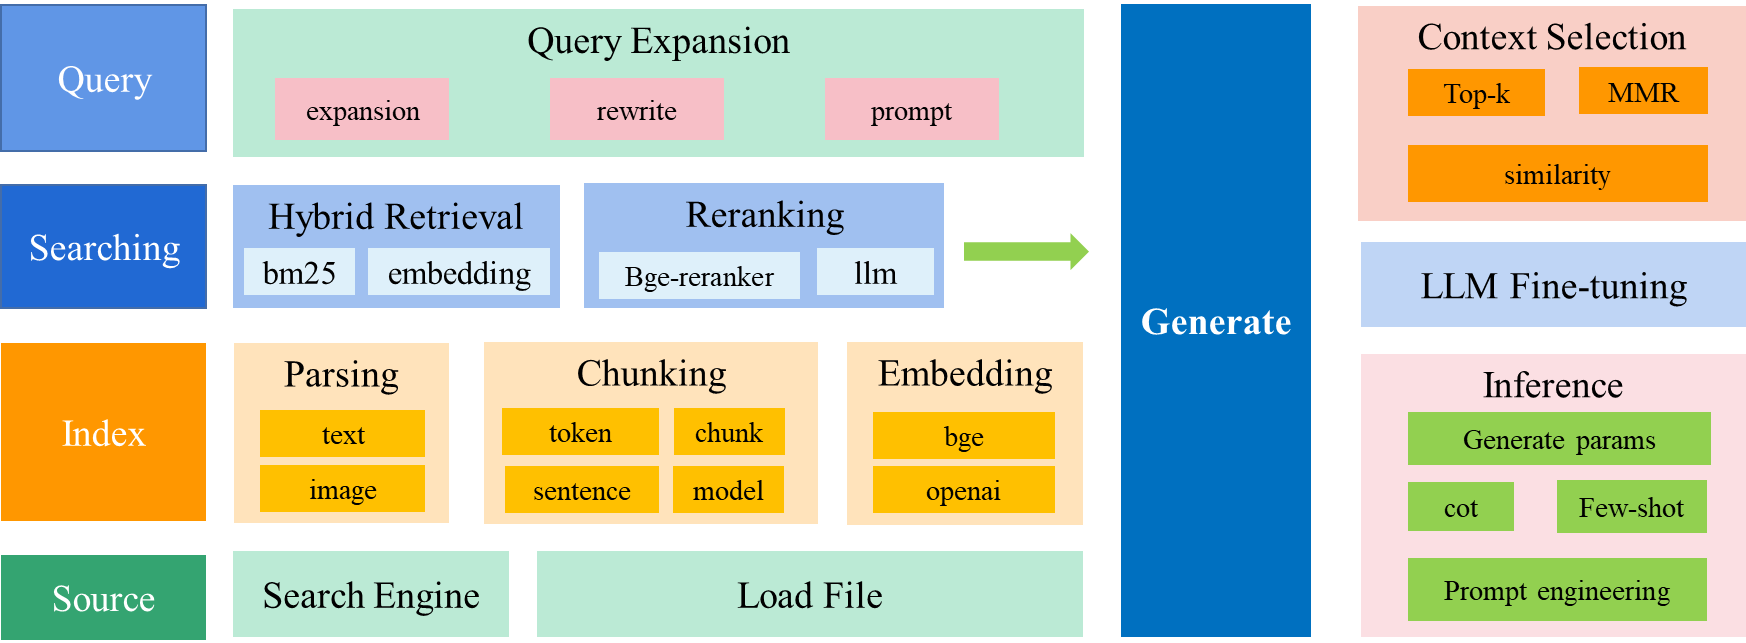 Query
Query Expansion
expansion
rewrite
prompt
Searching
Hybrid Retrieval
bm25
embedding
Reranking
Bge-reranker
llm
Index
Parsing
text
image
Chunking
token
chunk
sentence
model
Embedding
bge
openai
Source
Search Engine
Load File
Generate
Context Selection
Top-k
MMR
similarity
LLM Fine-tuning
Inference
Generate params
cot
Few-shot
Prompt engineering